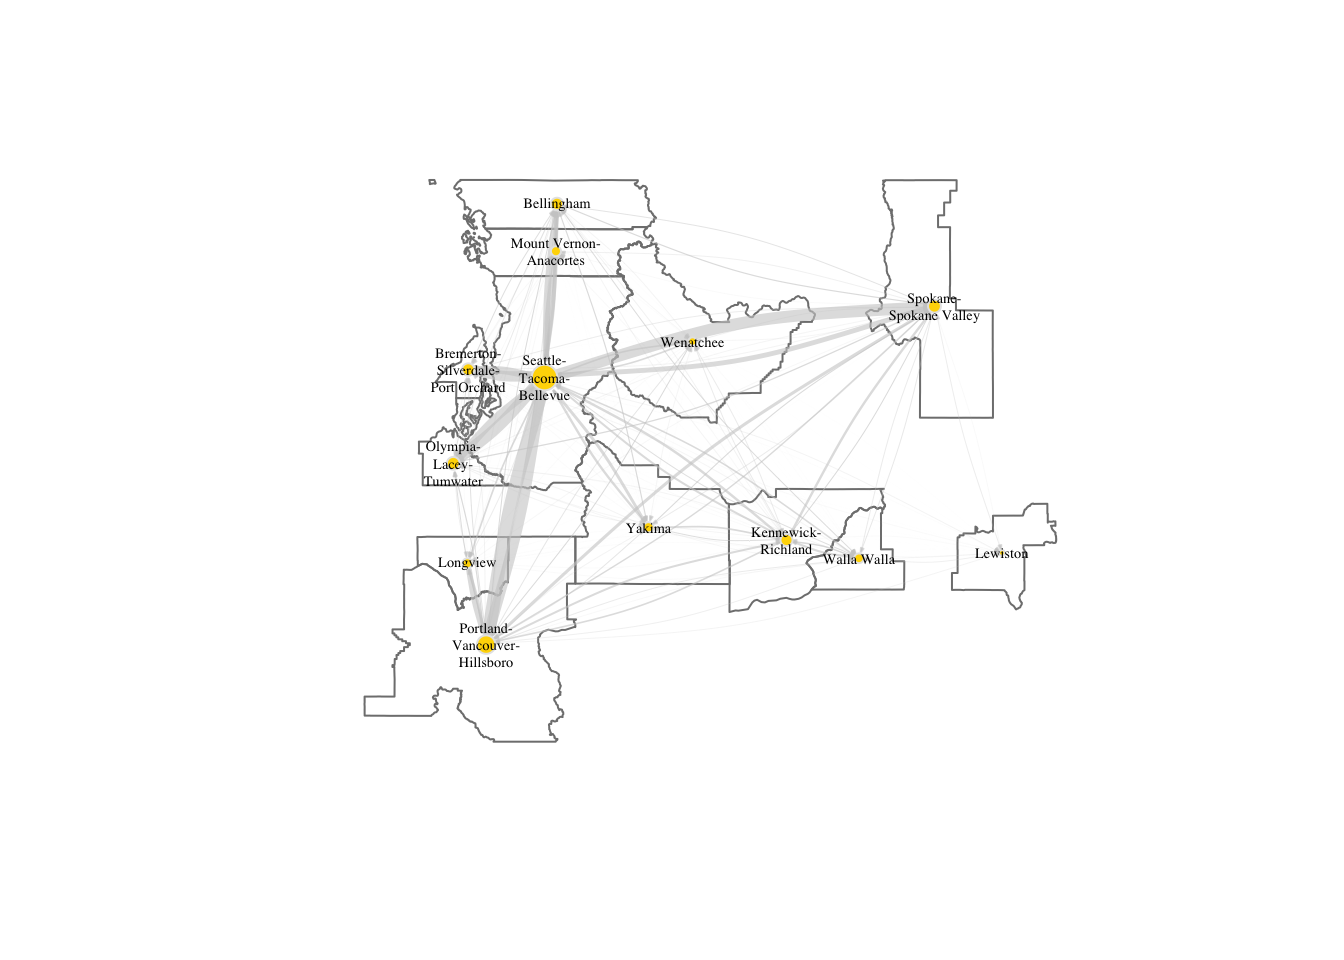 Bellingham
Mount Vernon-
Anacortes
Spokane-
Spokane Valley
Wenatchee
Bremerton-
Silverdale-
Port Orchard
Seattle-
Tacoma-
Bellevue
Olympia-
Lacey-
Tumwater
Yakima
Kennewick-
Richland
Walla Walla
Lewiston
Longview
Portland-
Vancouver-
Hillsboro